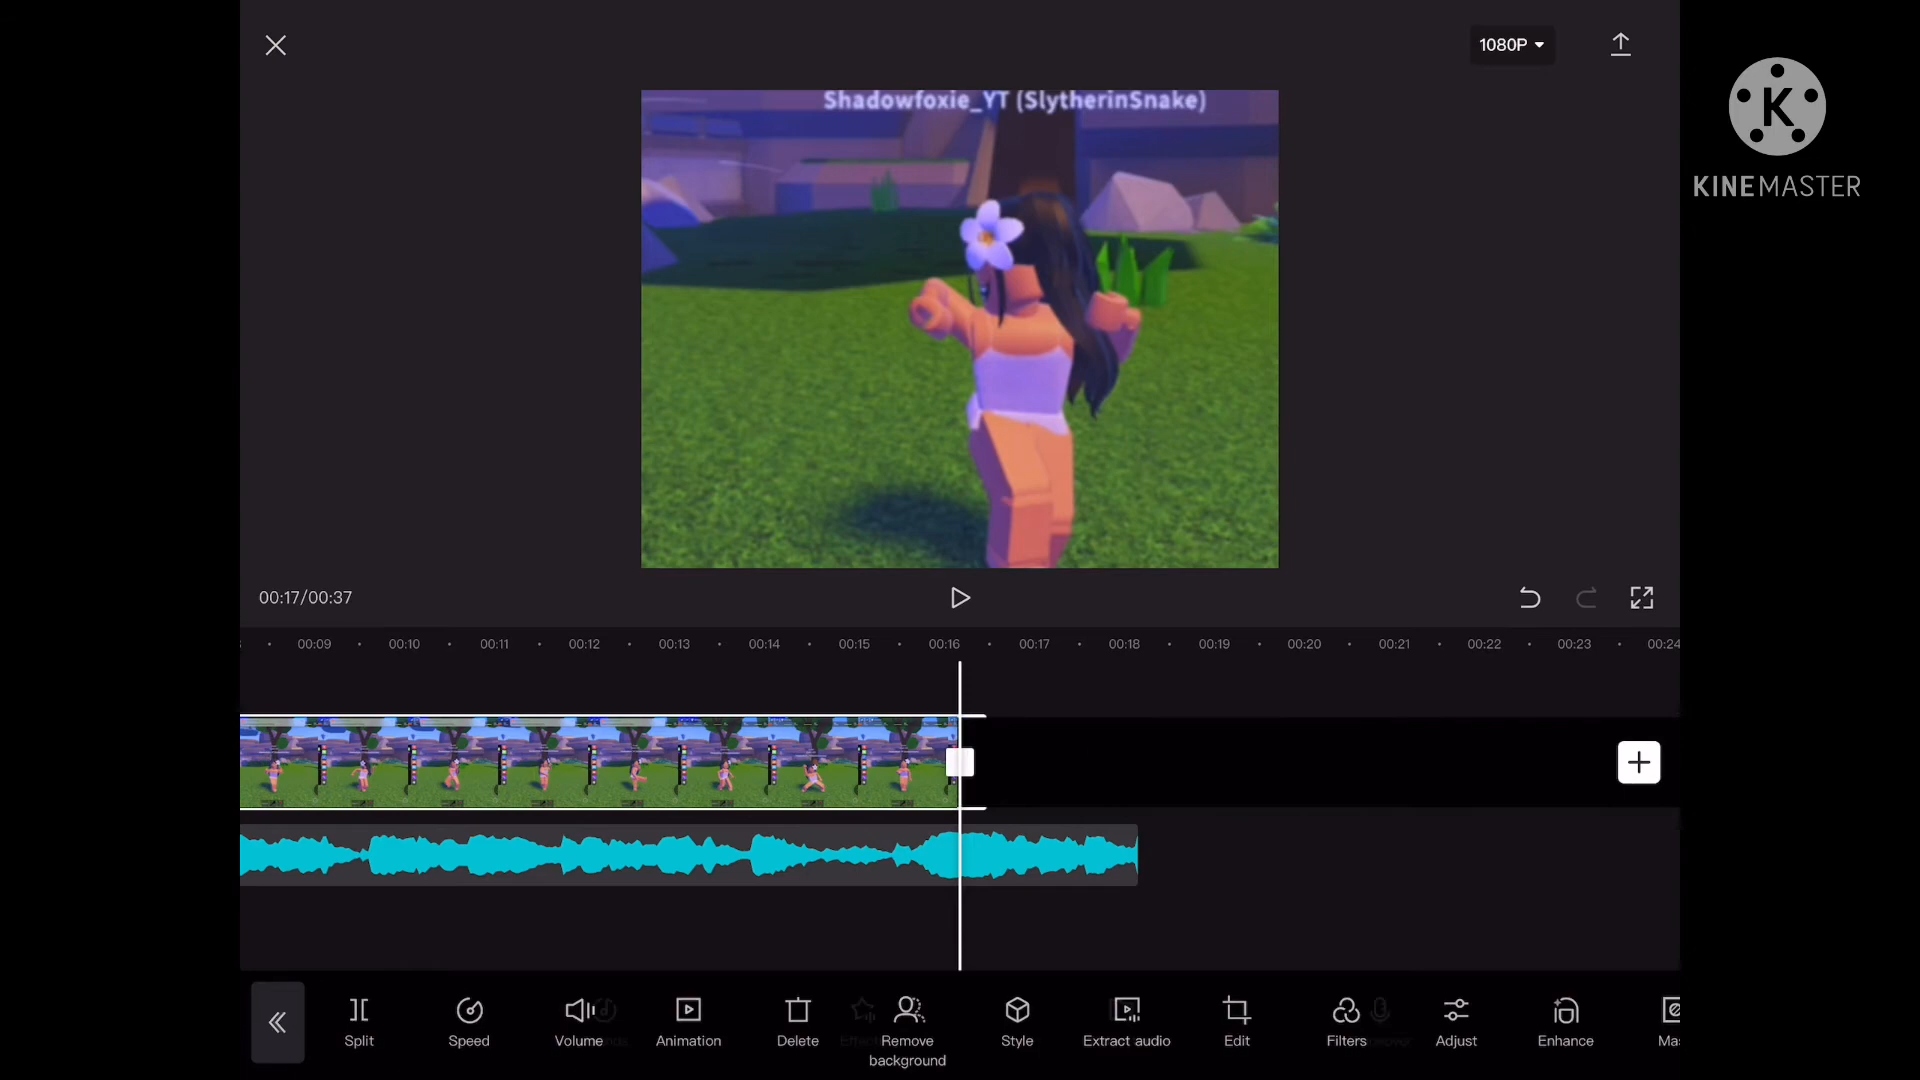 1080P
K
KINEMASTER
Shadowfoxie_YT (SlytherinSnake)
00:17/00:37
00:09 00:10 00:11 00:12 00:13 00:14 00:15 00:16 00:17 00:18 00:19 00:20 00:21 00:22 00:23 00:24
Split Speed Volume Animation Delete Remove background Style Extract audio Edit Filters Adjust Enhance Ma